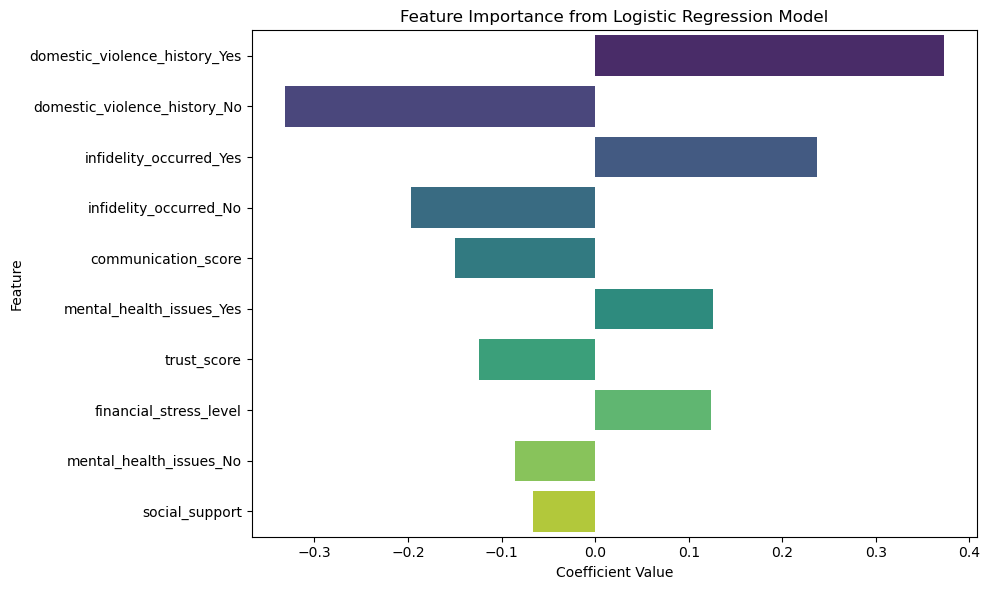 Feature Importance from Logistic Regression Model
domestic_violence_history_Yes
domestic_violence_history_No
infidelity_occurred_Yes
infidelity_occurred_No
communication_score
mental_health_issues_Yes
trust_score
financial_stress_level
mental_health_issues_No
social_support
Feature
−0.3 −0.2 −0.1 0.0 0.1 0.2 0.3 0.4
Coefficient Value